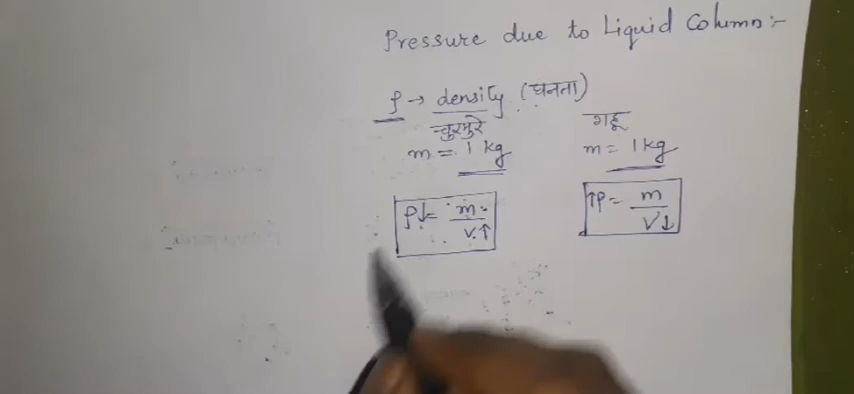 Pressure due to Liquid Column:-
ρ → density (घनता)
चुरमुरे गहू
m = 1 kg m = 1 kg
ρ↓ = m / V↑ ↑ρ = m / V↓